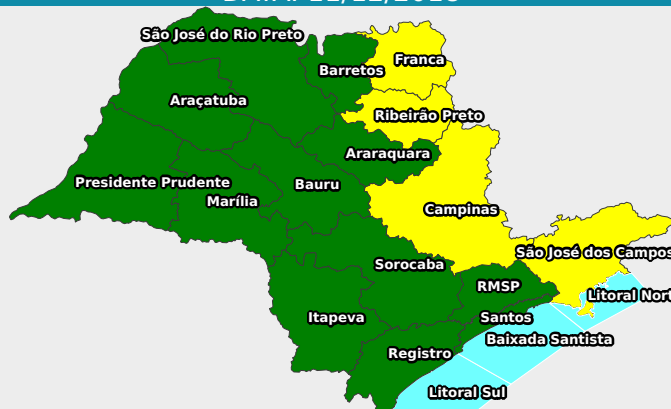 São José do Rio Preto
Franca
Barretos
Araçatuba
Ribeirão Preto
Araraquara
Presidente Prudente
Bauru
Marília
Campinas
São José dos Campos
Sorocaba
RMSP
Litoral Nort
Itapeva
Santos
Baixada Santista
Registro
Litoral Sul